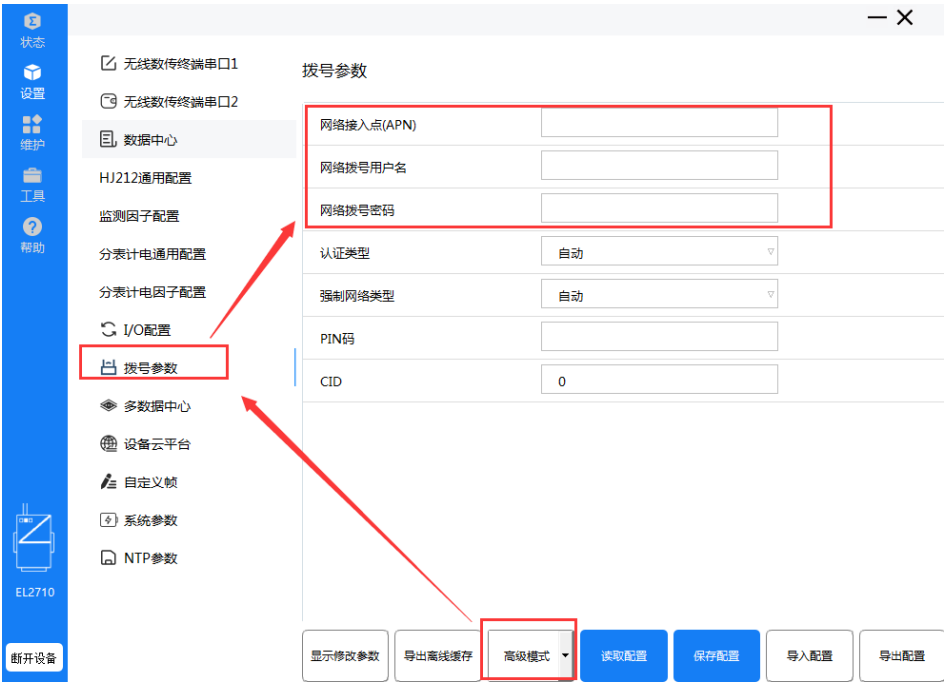 状态
设置
维护
工具
帮助
EL2710
断开设备
无线数传终端串口1
无线数传终端串口2
数据中心
HJ212通用配置
监测因子配置
分表计电通用配置
分表计电因子配置
I/O配置
拨号参数
多数据中心
设备云平台
自定义帧
系统参数
NTP参数
拨号参数
网络接入点(APN)
网络拨号用户名
网络拨号密码
认证类型 自动
强制网络类型 自动
PIN码
CID 0
显示修改参数 导出离线缓存 高级模式 读取配置 保存配置 导入配置 导出配置